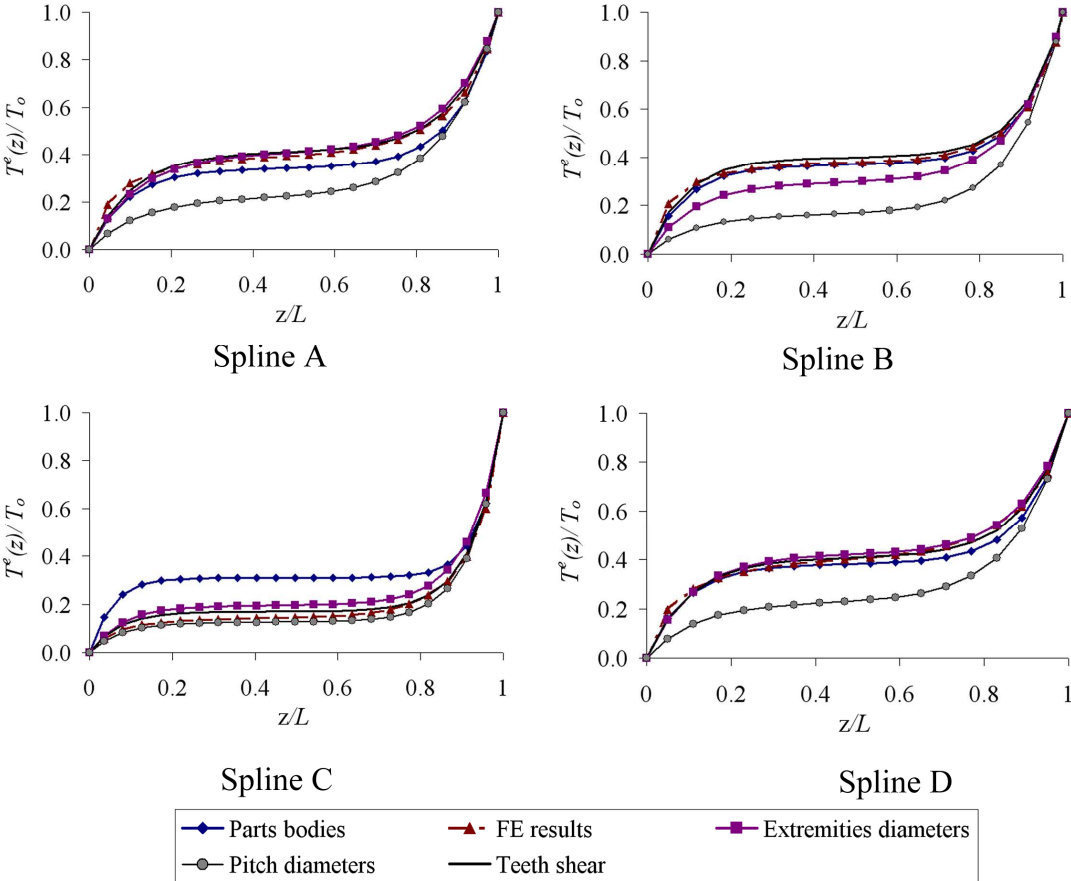 1.0
0.8
0.6
0.4
0.2
0.0
T^e(z)/ T_o
0 0.2 0.4 0.6 0.8 1
z/L
Spline A
1.0
0.8
0.6
0.4
0.2
0.0
T^e(z)/ T_o
0 0.2 0.4 0.6 0.8 1
z/L
Spline B
1.0
0.8
0.6
0.4
0.2
0.0
T^e(z)/ T_o
0 0.2 0.4 0.6 0.8 1
z/L
Spline C
1.0
0.8
0.6
0.4
0.2
0.0
T^e(z)/ T_o
0 0.2 0.4 0.6 0.8 1
z/L
Spline D
Parts bodies FE results Extremities diameters
Pitch diameters Teeth shear